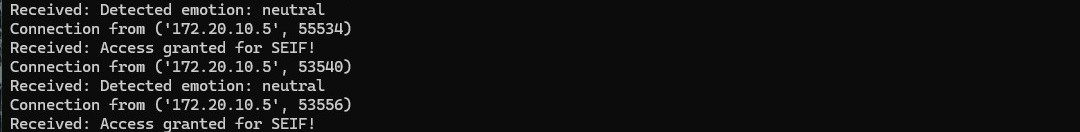 Received: Detected emotion: neutral
Connection from ('172.20.10.5', 55534)
Received: Access granted for SEIF!
Connection from ('172.20.10.5', 53540)
Received: Detected emotion: neutral
Connection from ('172.20.10.5', 53556)
Received: Access granted for SEIF!